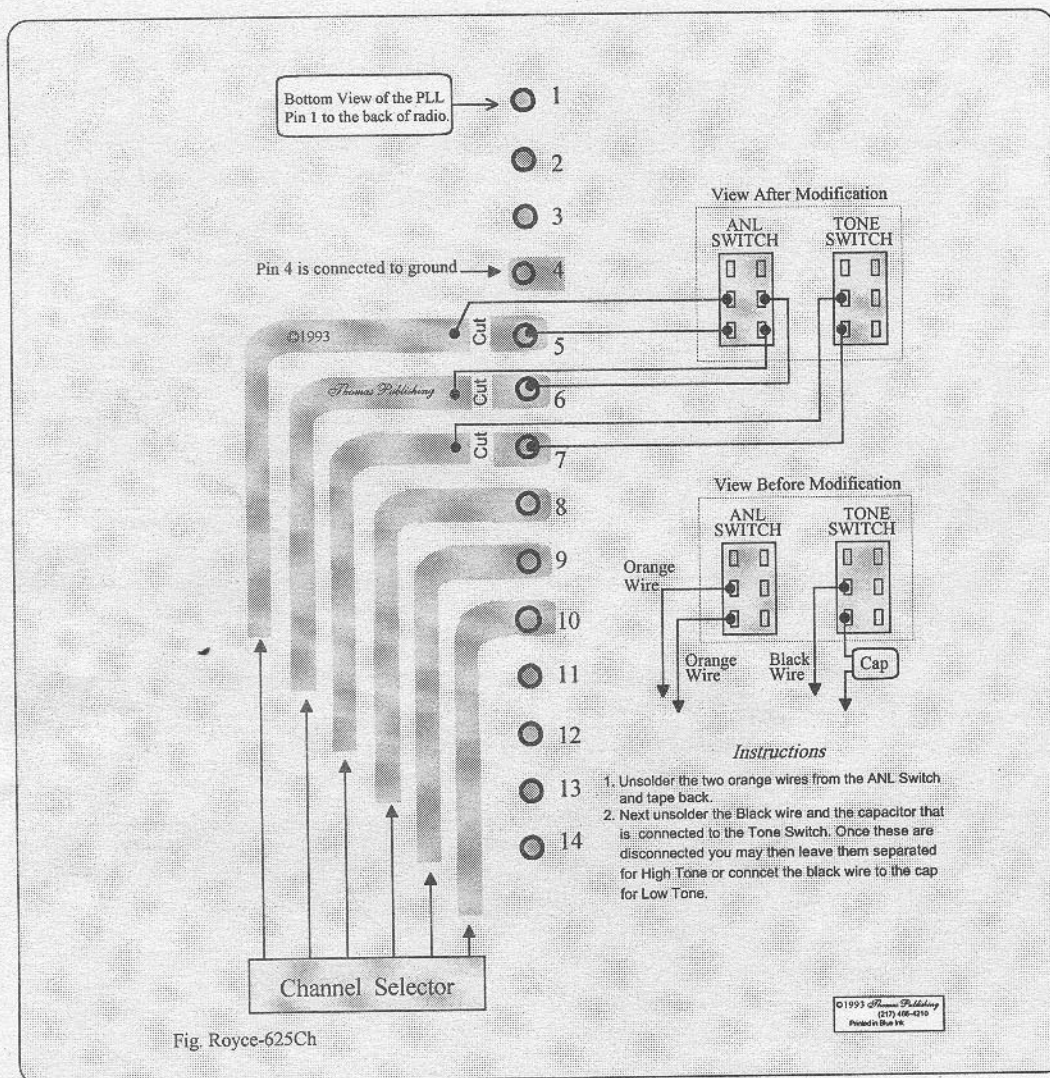 Bottom View of the PLL
Pin 1 to the back of radio.
1
2
3
Pin 4 is connected to ground
4
View After Modification
ANL
SWITCH
TONE
SWITCH
©1993
Cut
5
Thomas Publishing
Cut
6
Cut
7
8
9
10
11
12
13
14
View Before Modification
ANL
SWITCH
TONE
SWITCH
Orange
Wire
Orange
Wire
Black
Wire
Cap
Instructions
1. Unsolder the two orange wires from the ANL Switch
and tape back.
2. Next unsolder the Black wire and the capacitor that
is connected to the Tone Switch. Once these are
disconnected you may then leave them separated
for High Tone or conncet the black wire to the cap
for Low Tone.
Channel Selector
Fig. Royce-625Ch
©1993 Thomas Publishing
(217) 466-4210
Printed in Blue Ink